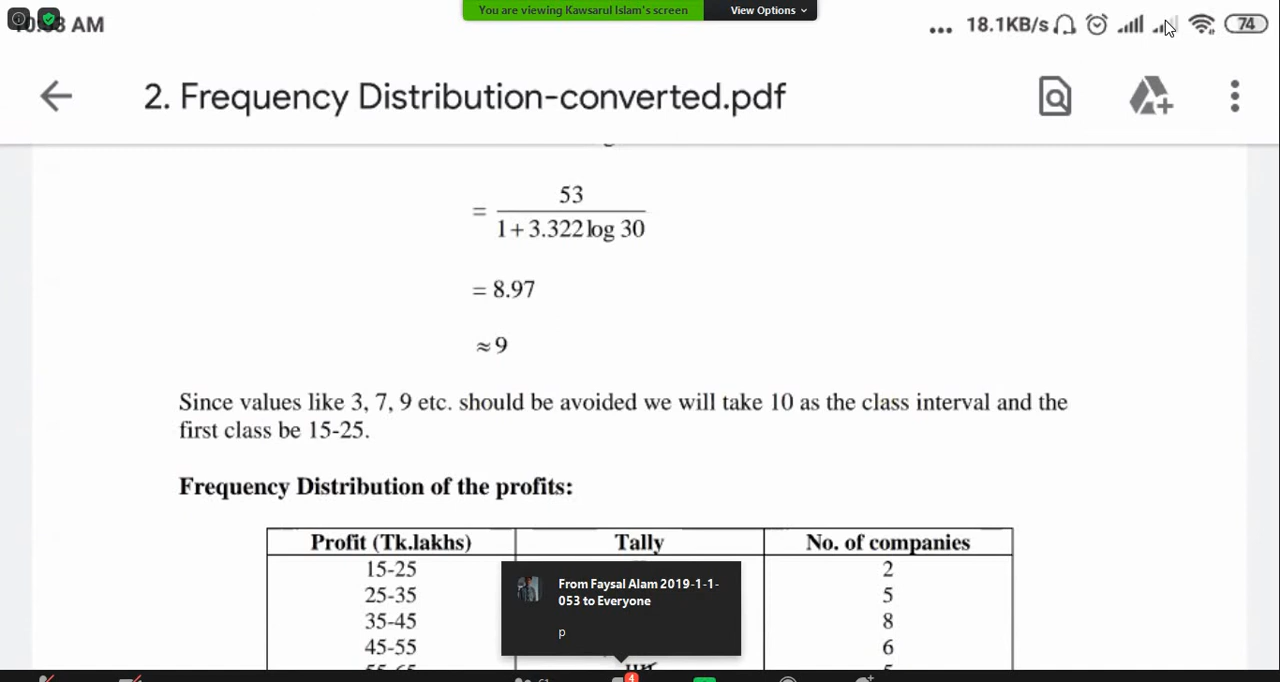 You are viewing Kawsarul Islam's screen
View Options
AM
18.1KB/s
74
2. Frequency Distribution-converted.pdf
= 53
1 + 3.322 log 30
= 8.97
≈ 9
Since values like 3, 7, 9 etc. should be avoided we will take 10 as the class interval and the
first class be 15-25.
Frequency Distribution of the profits:
Profit (Tk.lakhs) Tally No. of companies
15-25 2
25-35 5
35-45 8
45-55 6
From Faysal Alam 2019-1-1-
053 to Everyone
p
4